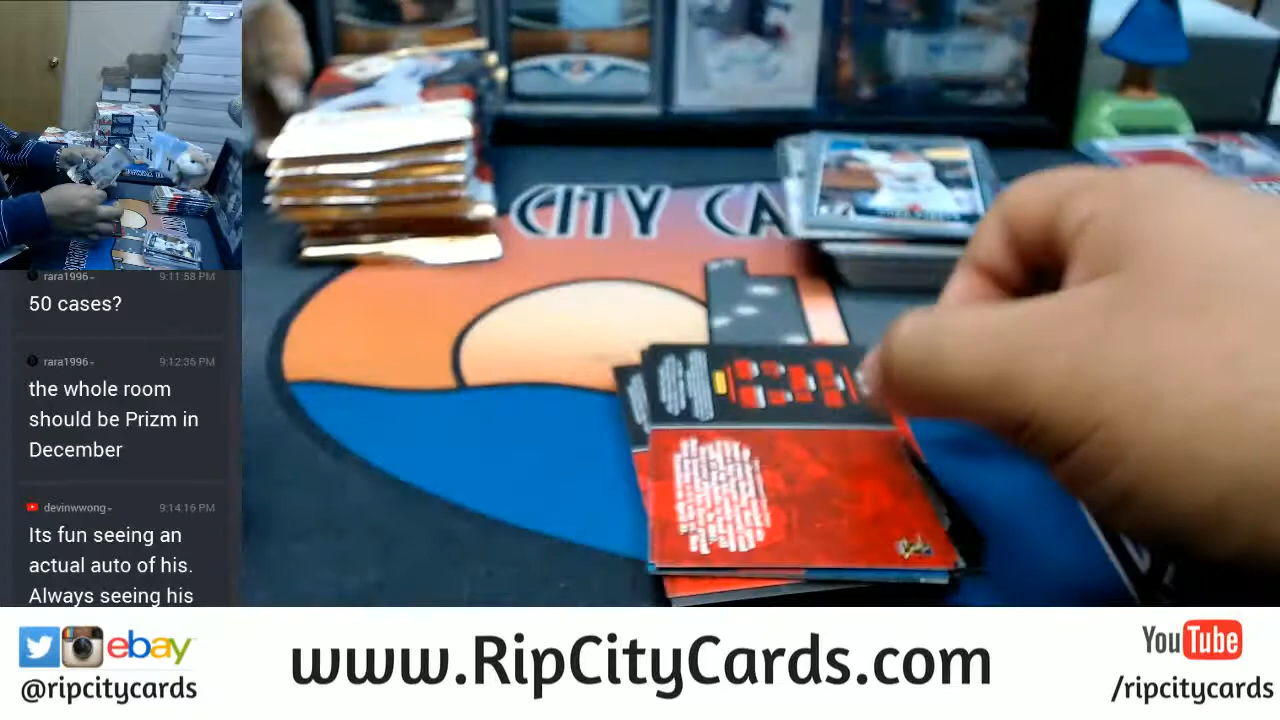 rara1996
9:11:58 PM
50 cases?
rara1996
9:12:36 PM
the whole room
should be Prizm in
December
devinwwong
9:14:16 PM
Its fun seeing an
actual auto of his.
Always seeing his
CITY CA
ebay
@ripcitycards
www.RipCityCards.com
YouTube
/ripcitycards